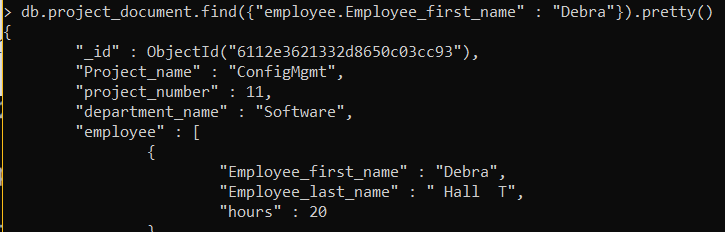 > db.project_document.find({"employee.Employee_first_name" : "Debra"}).pretty()
{
"_id" : ObjectId("6112e3621332d8650c03cc93"),
"Project_name" : "ConfigMgmt",
"project_number" : 11,
"department_name" : "Software",
"employee" : [
{
"Employee_first_name" : "Debra",
"Employee_last_name" : " Hall  T",
"hours" : 20
}